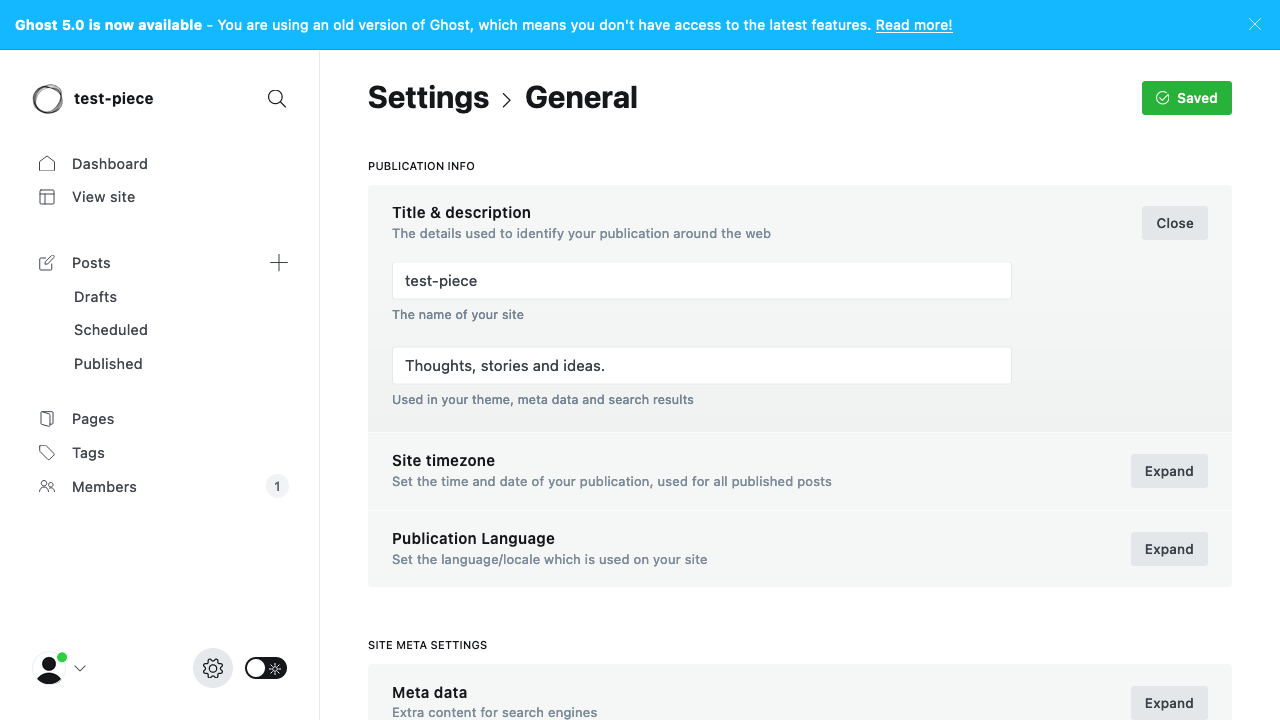 Ghost 5.0 is now available - You are using an old version of Ghost, which means you don't have access to the latest features. Read more!
test-piece
Dashboard
View site
Posts
Drafts
Scheduled
Published
Pages
Tags
Members 1
Settings > General
Saved
PUBLICATION INFO
Title & description
The details used to identify your publication around the web
Close
test-piece
The name of your site
Thoughts, stories and ideas.
Used in your theme, meta data and search results
Site timezone
Set the time and date of your publication, used for all published posts
Expand
Publication Language
Set the language/locale which is used on your site
Expand
SITE META SETTINGS
Meta data
Extra content for search engines
Expand